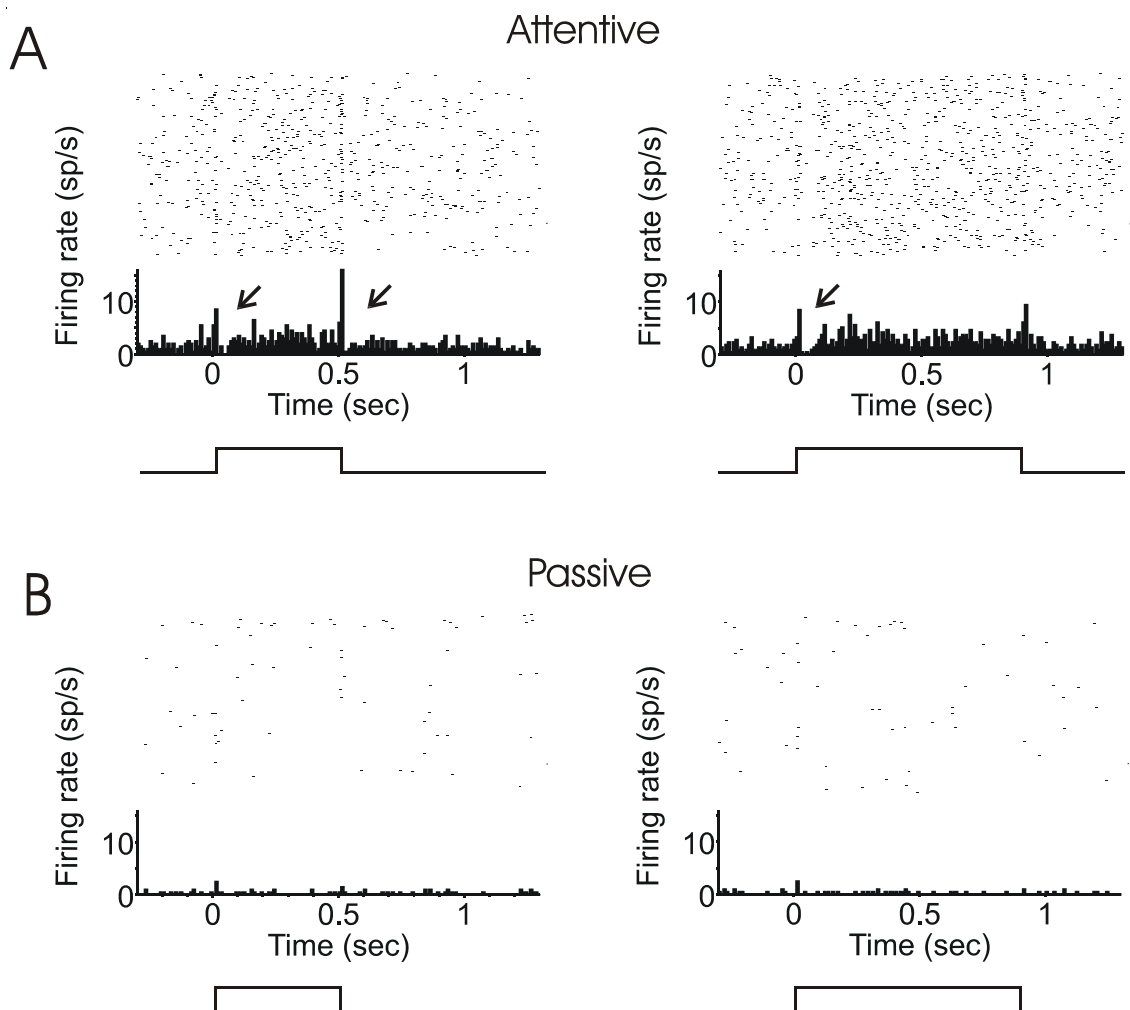 A
Attentive
Firing rate (sp/s)
10
0
0 0.5 1
Time (sec)
Firing rate (sp/s)
10
0
0 0.5 1
Time (sec)
B
Passive
Firing rate (sp/s)
10
0
0 0.5 1
Time (sec)
Firing rate (sp/s)
10
0
0 0.5 1
Time (sec)